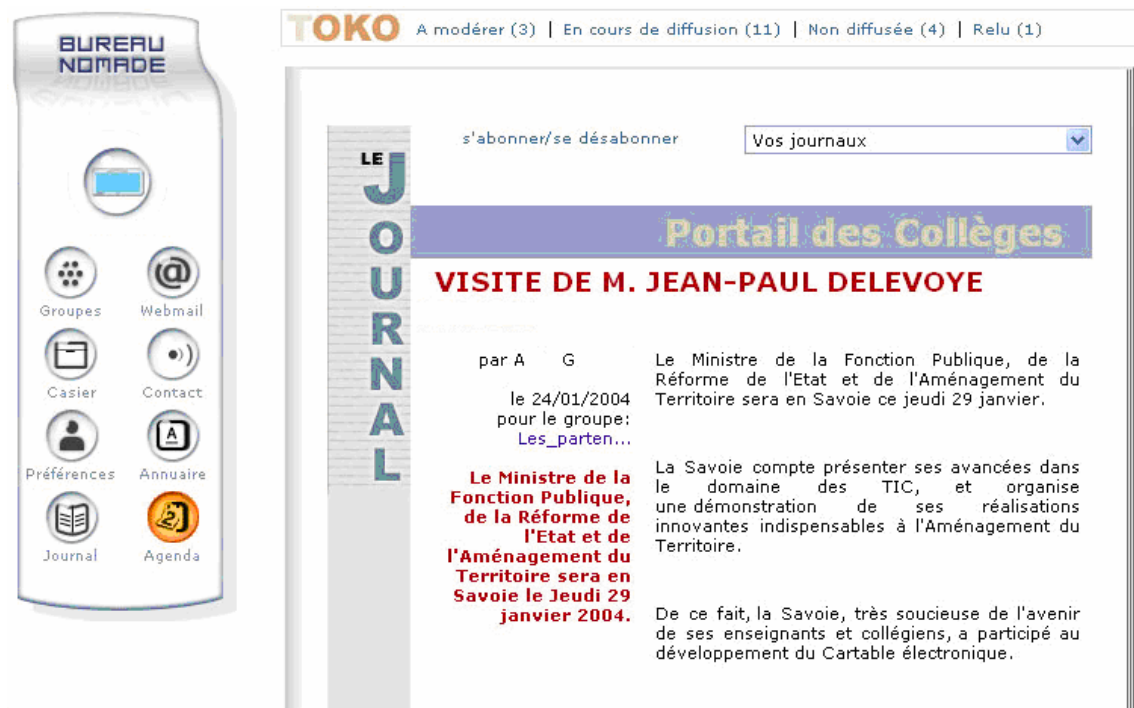 BUREAU
NOMADE
Groupes
Webmail
Casier
Contact
Préférences
Annuaire
Journal
Agenda
TOKO A modérer (3) | En cours de diffusion (11) | Non diffusée (4) | Relu (1)
s'abonner/se désabonner
Vos journaux
LE JOURNAL
Portail des Collèges
VISITE DE M. JEAN-PAUL DELEVOYE
par A G
le 24/01/2004
pour le groupe:
Les_parten...
Le Ministre de la
Fonction Publique,
de la Réforme de
l'Etat et de
l'Aménagement du
Territoire sera en
Savoie le Jeudi 29
janvier 2004.
Le Ministre de la Fonction Publique, de la
Réforme de l'Etat et de l'Aménagement du
Territoire sera en Savoie ce jeudi 29 janvier.
La Savoie compte présenter ses avancées dans
le domaine des TIC, et organise
une démonstration de ses réalisations
innovantes indispensables à l'Aménagement du
Territoire.
De ce fait, la Savoie, très soucieuse de l'avenir
de ses enseignants et collégiens, a participé au
développement du Cartable électronique.